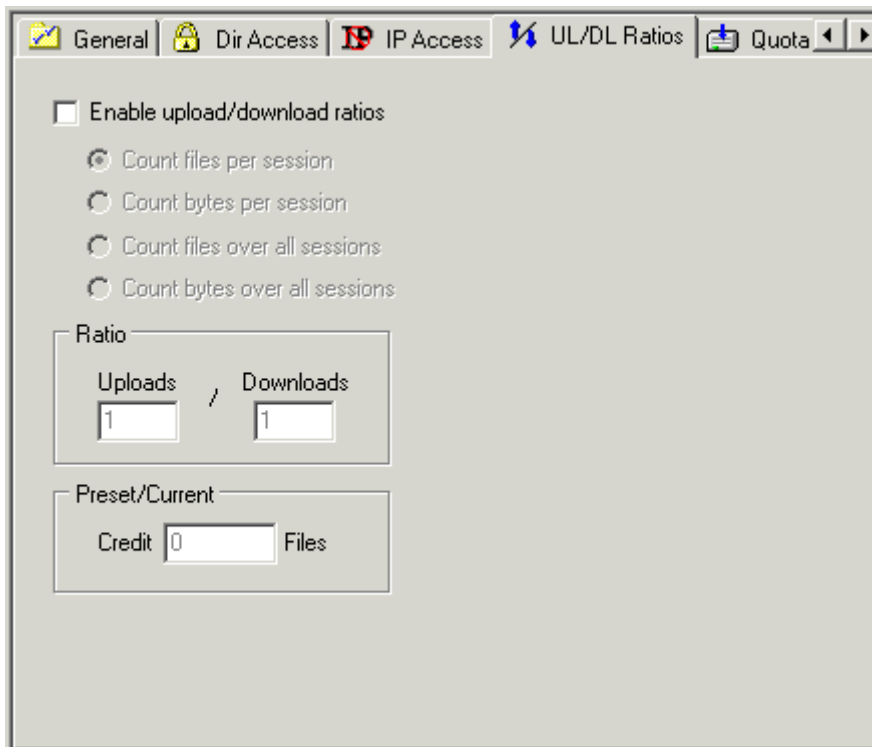 General Dir Access IP Access UL/DL Ratios Quota
Enable upload/download ratios
Count files per session
Count bytes per session
Count files over all sessions
Count bytes over all sessions
Ratio
Uploads / Downloads
1 1
Preset/Current
Credit 0 Files